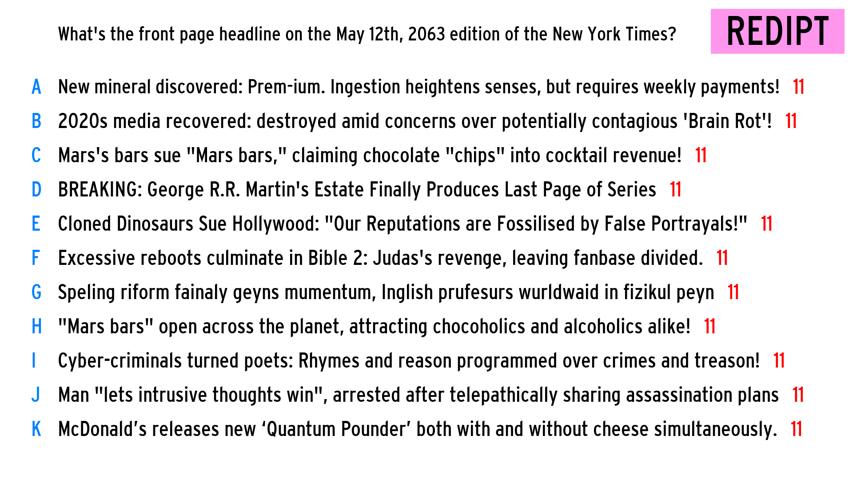 What's the front page headline on the May 12th, 2063 edition of the New York Times?
REDIPT
A New mineral discovered: Prem-ium. Ingestion heightens senses, but requires weekly payments! 11
B 2020s media recovered: destroyed amid concerns over potentially contagious 'Brain Rot'! 11
C Mars's bars sue "Mars bars," claiming chocolate "chips" into cocktail revenue! 11
D BREAKING: George R.R. Martin's Estate Finally Produces Last Page of Series 11
E Cloned Dinosaurs Sue Hollywood: "Our Reputations are Fossilised by False Portrayals!" 11
F Excessive reboots culminate in Bible 2: Judas's revenge, leaving fanbase divided. 11
G Speling riform fainaly geyns mumentum, Inglish prufesurs wurldwaid in fizikul peyn 11
H "Mars bars" open across the planet, attracting chocoholics and alcoholics alike! 11
I Cyber-criminals turned poets: Rhymes and reason programmed over crimes and treason! 11
J Man "lets intrusive thoughts win", arrested after telepathically sharing assassination plans 11
K McDonald’s releases new ‘Quantum Pounder’ both with and without cheese simultaneously. 11